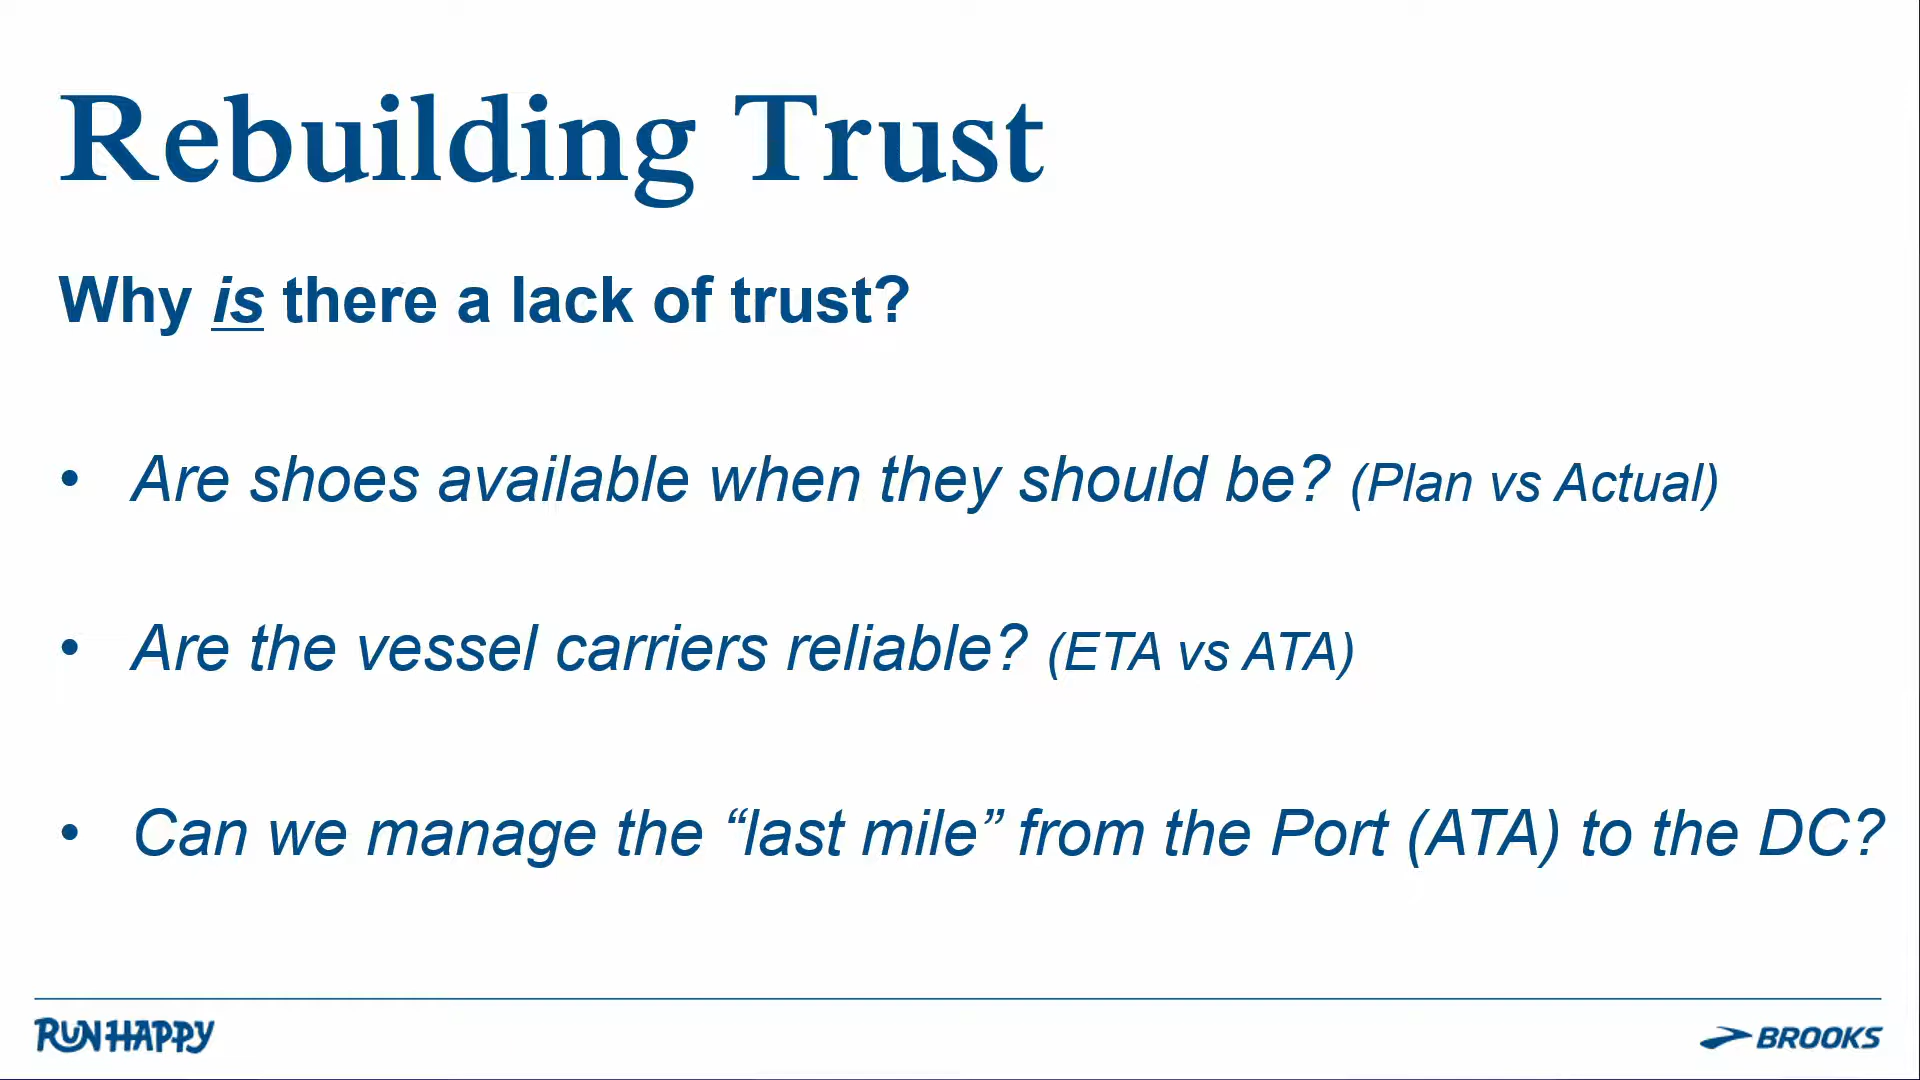 Rebuilding Trust
Why is there a lack of trust?
• Are shoes available when they should be? (Plan vs Actual)
• Are the vessel carriers reliable? (ETA vs ATA)
• Can we manage the “last mile” from the Port (ATA) to the DC?
RUN HAPPY
BROOKS